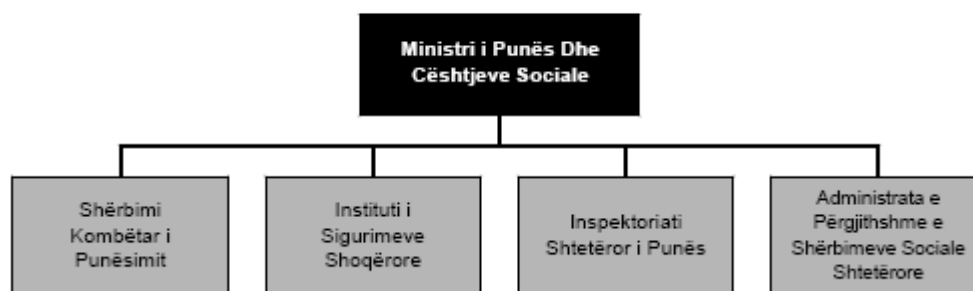 Ministri i Punës Dhe
Cështjeve Sociale
Shërbimi
Kombëtar i
Punësimit
Instituti i
Sigurimeve
Shoqërore
Inspektoriati
Shtetëror i Punës
Administrata e
Përgjithshme e
Shërbimeve Sociale
Shtetërore